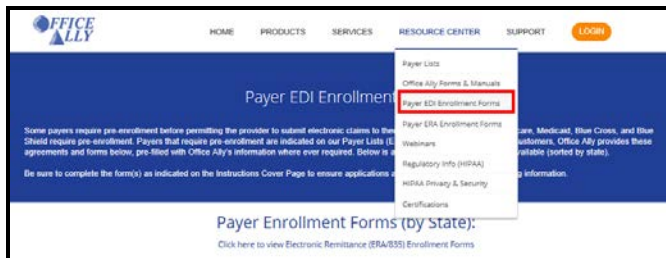 OFFICE ALLY
HOME PRODUCTS SERVICES RESOURCE CENTER SUPPORT LOGIN
Payer Lists
Office Ally Forms & Manuals
Payer EDI Enrollment Forms
Payer ERA Enrollment Forms
Webinars
Regulatory Info (HIPAA)
HIPAA Privacy & Security
Certifications
Payer EDI Enrollment
Some payers require pre-enrollment before permitting the provider to submit electronic claims to the care, Medicaid, Blue Cross, and Blue
Shield require pre-enrollment. Payers that require pre-enrollment are indicated on our Payer Lists (E ustomers, Office Ally provides these
agreements and forms below, pre-filled with Office Ally's information where ever required. Below is a vailable (sorted by state).
Be sure to complete the form(s) as indicated on the Instructions Cover Page to ensure applications a g information.
Payer Enrollment Forms (by State):
Click here to view Electronic Remittance (ERA/835) Enrollment Forms